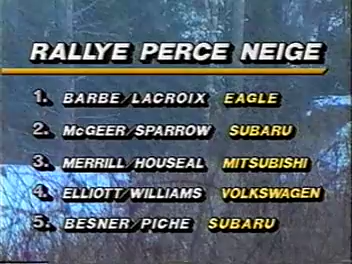 RALLYE PERCE NEIGE
1. BARBE/LACROIX EAGLE
2. McGEER/SPARROW SUBARU
3. MERRILL/HOUSEAL MITSUBISHI
4. ELLIOTT/WILLIAMS VOLKSWAGEN
5. BESNER/PICHE SUBARU